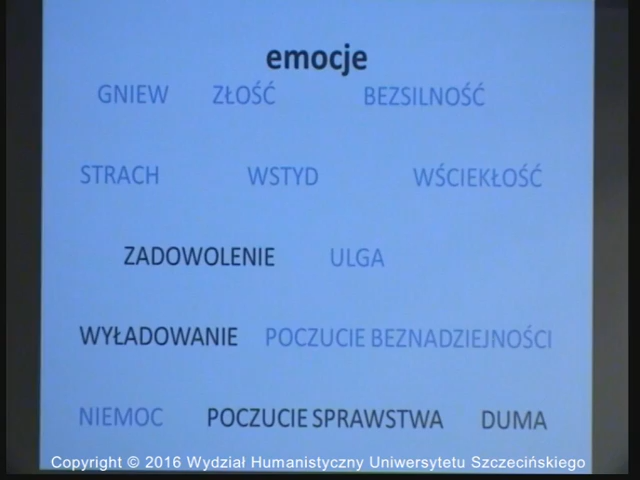 emocje
GNIEW ZŁOŚĆ BEZSILNOŚĆ
STRACH WSTYD WŚCIEKŁOŚĆ
ZADOWOLENIE ULGA
WYŁADOWANIE POCZUCIE BEZNADZIEJNOŚCI
NIEMOC POCZUCIE SPRAWSTWA DUMA
Copyright © 2016 Wydział Humanistyczny Uniwersytetu Szczecińskiego